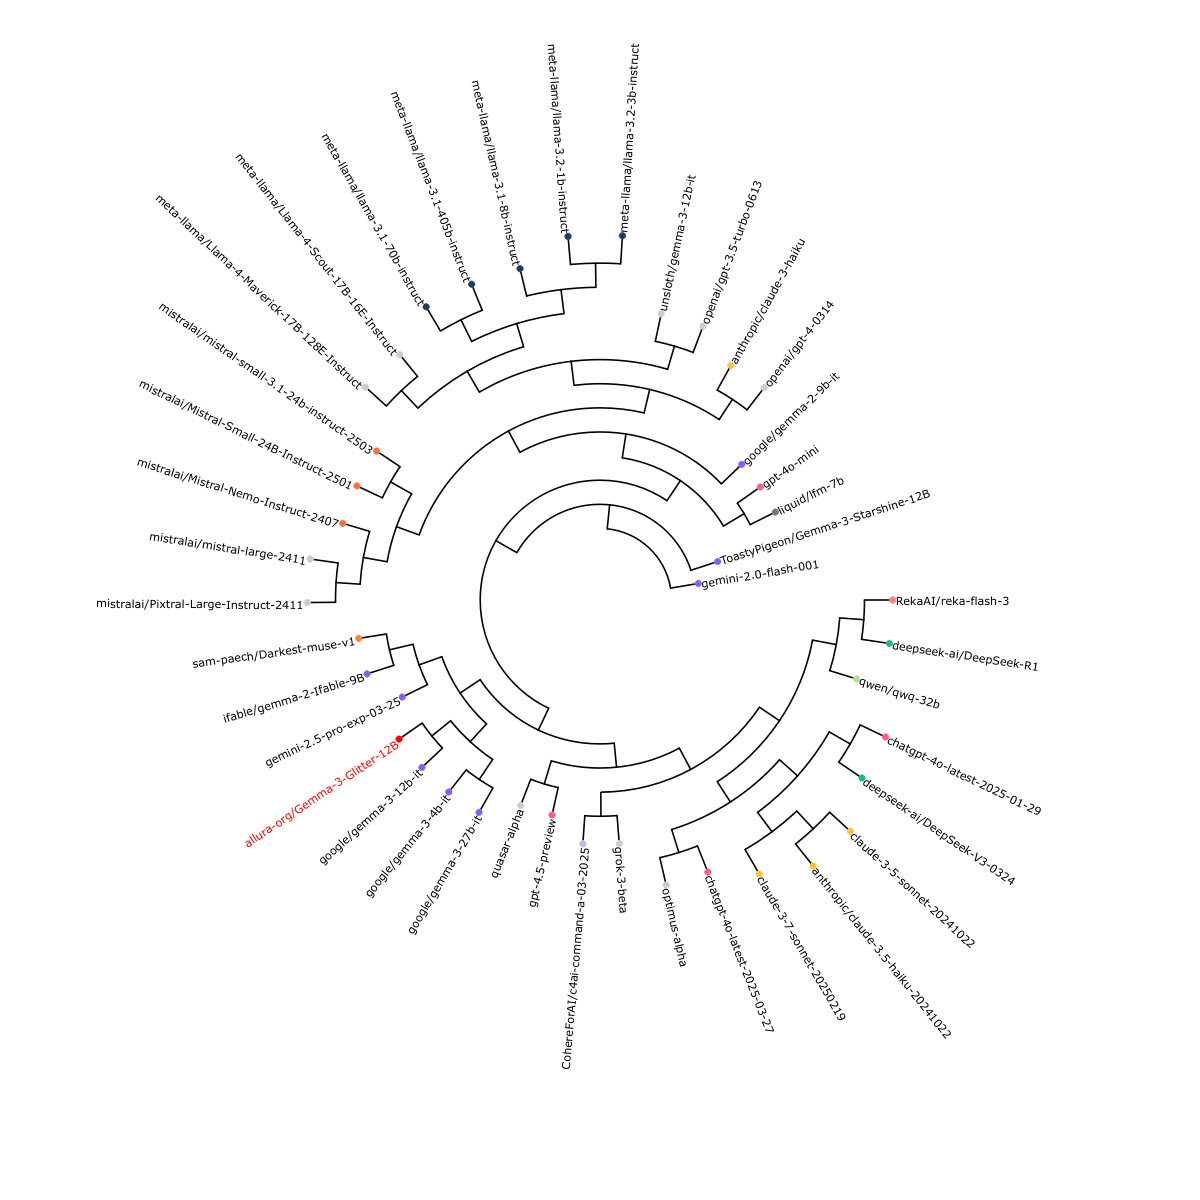 meta-llama/llama-3.2-3b-instruct
meta-llama/llama-3.2-1b-instruct
meta-llama/llama-3.1-8b-instruct
meta-llama/llama-3.1-405b-instruct
meta-llama/llama-3.1-70b-instruct
meta-llama/Llama-4-Scout-17B-16E-Instruct
meta-llama/Llama-4-Maverick-17B-128E-Instruct
mistralai/mistral-small-3.1-24b-instruct-2503
mistralai/Mistral-Small-24B-Instruct-2501
mistralai/Mistral-Nemo-Instruct-2407
mistralai/mistral-large-2411
mistralai/Pixtral-Large-Instruct-2411
sam-paech/Darkest-muse-v1
ifable/gemma-2-Ifable-9B
gemini-2.5-pro-exp-03-25
allura-org/Gemma-3-Glitter-12B
google/gemma-3-12b-it
google/gemma-3-4b-it
google/gemma-3-27b-it
quasar-alpha
gpt-4.5-preview
CohereForAI/c4ai-command-a-03-2025
grok-3-beta
optimus-alpha
chatgpt-4o-latest-2025-03-27
claude-3-7-sonnet-20250219
anthropic/claude-3.5-haiku-20241022
claude-3-5-sonnet-20241022
deepseek-ai/DeepSeek-V3-0324
chatgpt-4o-latest-2025-01-29
qwen/qwq-32b
deepseek-ai/DeepSeek-R1
RekaAI/reka-flash-3
gemini-2.0-flash-001
ToastyPigeon/Gemma-3-Starshine-12B
liquid/lfm-7b
gpt-4o-mini
google/gemma-2-9b-it
openai/gpt-4-0314
anthropic/claude-3-haiku
openai/gpt-3.5-turbo-0613
unsloth/gemma-3-12b-it